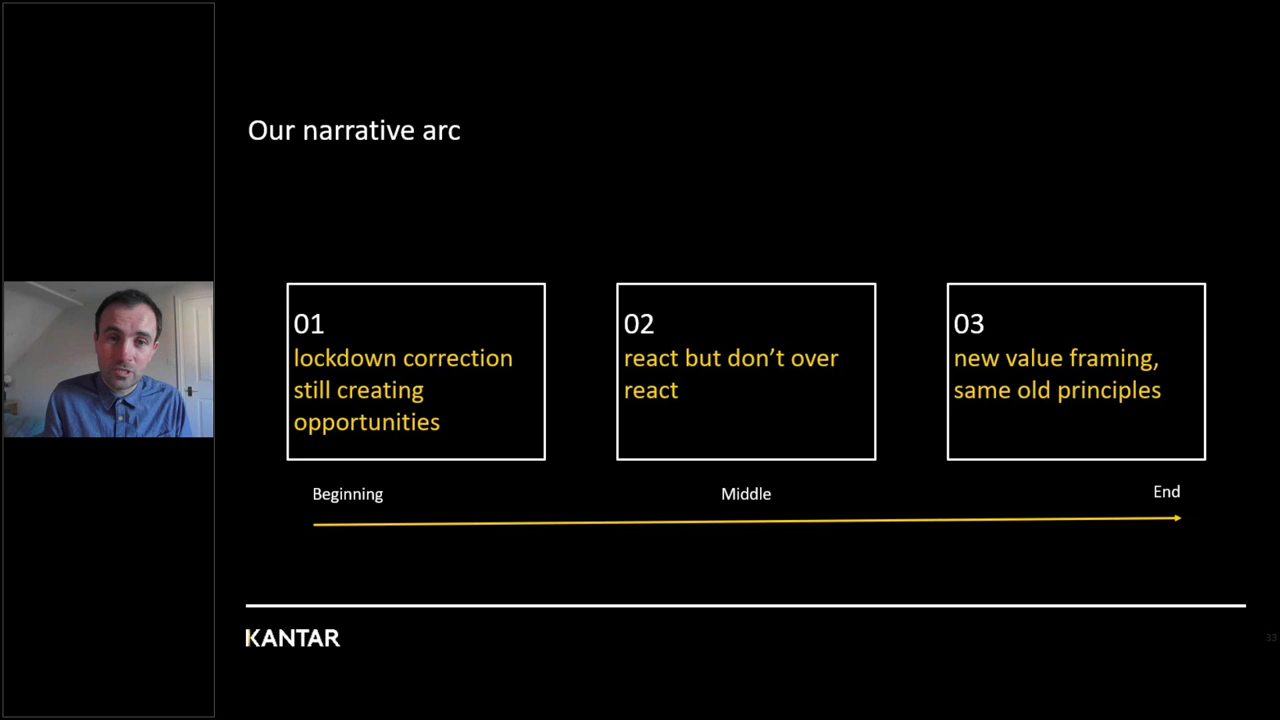 Our narrative arc
01
lockdown correction
still creating
opportunities
02
react but don’t over
react
03
new value framing,
same old principles
Beginning
Middle
End
KANTAR
33